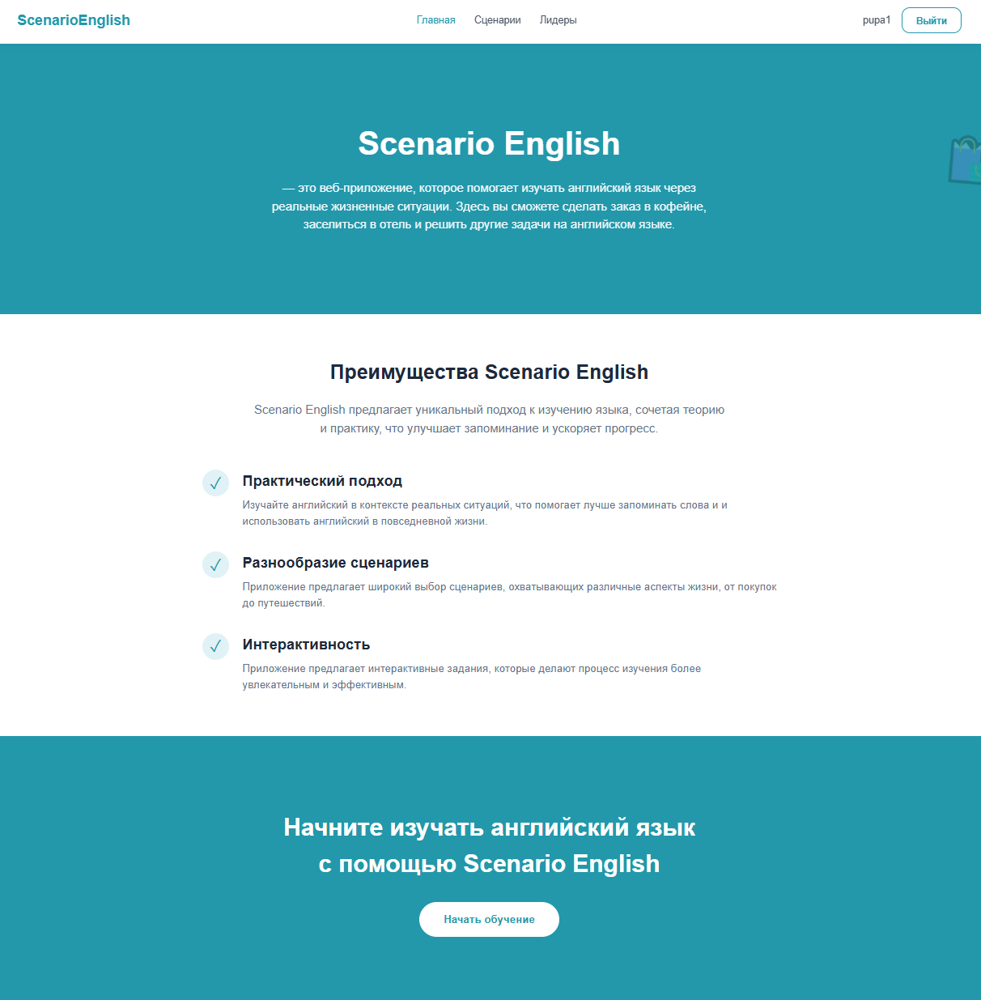 ScenarioEnglish
Главная Сценарии Лидеры
pupa1 Выйти
Scenario English
— это веб-приложение, которое помогает изучать английский язык через
реальные жизненные ситуации. Здесь вы сможете сделать заказ в кофейне,
заселиться в отель и решить другие задачи на английском языке.
Преимущества Scenario English
Scenario English предлагает уникальный подход к изучению языка, сочетая теорию
и практику, что улучшает запоминание и ускоряет прогресс.
Практический подход
Изучайте английский в контексте реальных ситуаций, что помогает лучше запоминать слова и и
использовать английский в повседневной жизни.
Разнообразие сценариев
Приложение предлагает широкий выбор сценариев, охватывающих различные аспекты жизни, от покупок
до путешествий.
Интерактивность
Приложение предлагает интерактивные задания, которые делают процесс изучения более
увлекательным и эффективным.
Начните изучать английский язык
с помощью Scenario English
Начать обучение